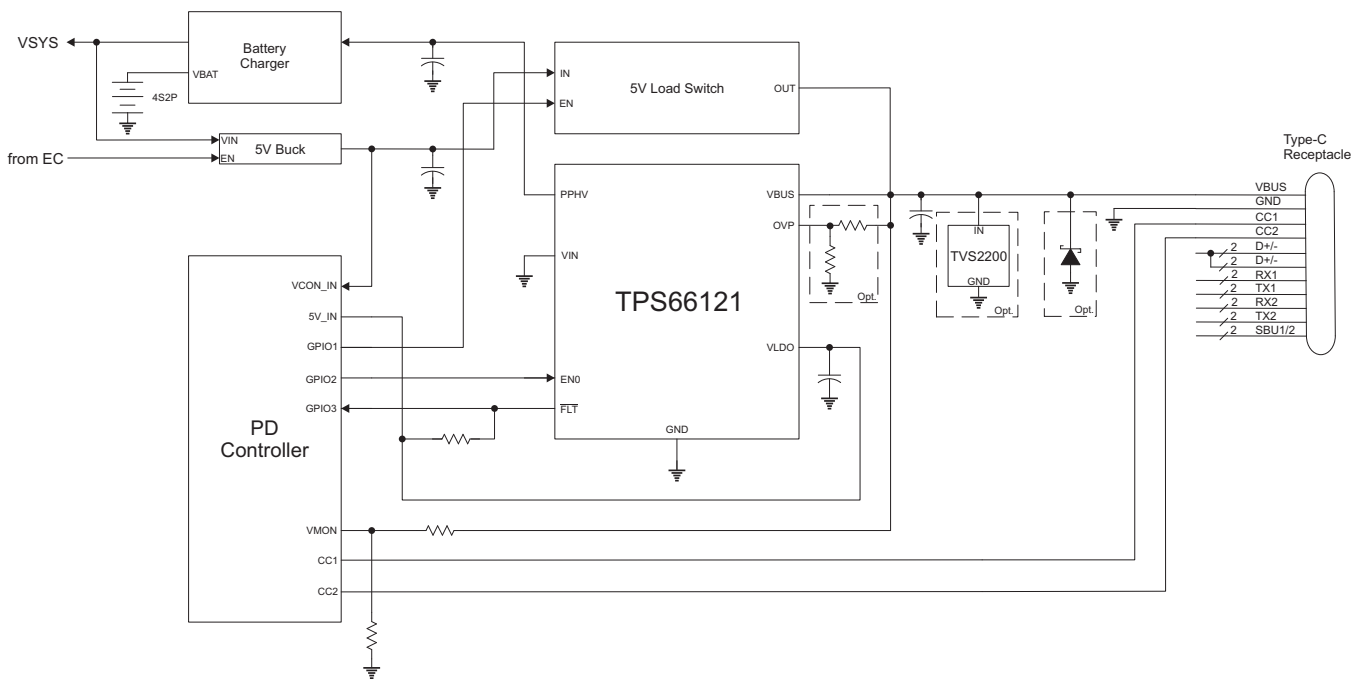 VSYS
Battery
Charger
VBAT
4S2P
from EC
VIN
EN
5V Buck
IN
EN
5V Load Switch
OUT
Type-C
Receptacle
VBUS
GND
CC1
CC2
2 D+/-
2 D+/-
2 RX1
2 TX1
2 RX2
2 TX2
2 SBU1/2
PPHV
VIN
TPS66121
EN0
FLT
GND
VBUS
OVP
VLDO
Opt.
IN
TVS2200
GND
Opt.
Opt.
VCON_IN
5V_IN
GPIO1
GPIO2
GPIO3
PD
Controller
VMON
CC1
CC2